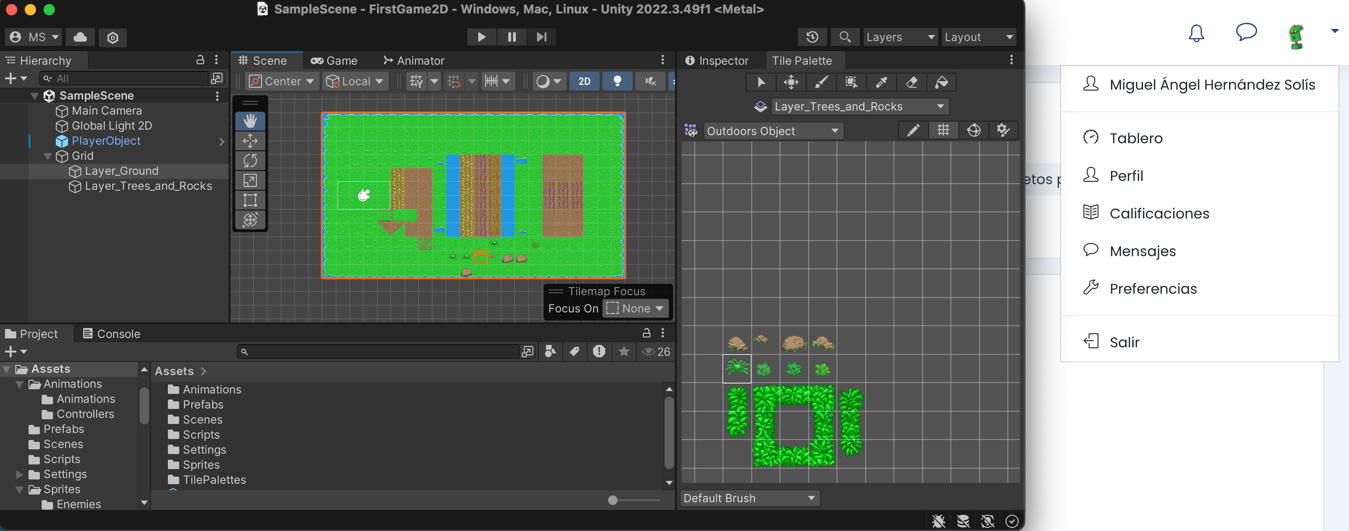 SampleScene - FirstGame2D - Windows, Mac, Linux - Unity 2022.3.49f1 <Metal>
MS
Layers
Layout
Hierarchy
All
SampleScene
Main Camera
Global Light 2D
PlayerObject
Grid
Layer_Ground
Layer_Trees_and_Rocks
Scene
Game
Animator
Center
Local
2D
Tilemap Focus
Focus On
None
Inspector
Tile Palette
Layer_Trees_and_Rocks
Outdoors Object
Default Brush
Project
Console
26
Assets
Animations
Animations
Controllers
Prefabs
Scenes
Scripts
Settings
Sprites
Enemies
Assets
Animations
Prefabs
Scenes
Scripts
Settings
Sprites
TilePalettes
etos p
Miguel Ángel Hernández Solís
Tablero
Perfil
Calificaciones
Mensajes
Preferencias
Salir